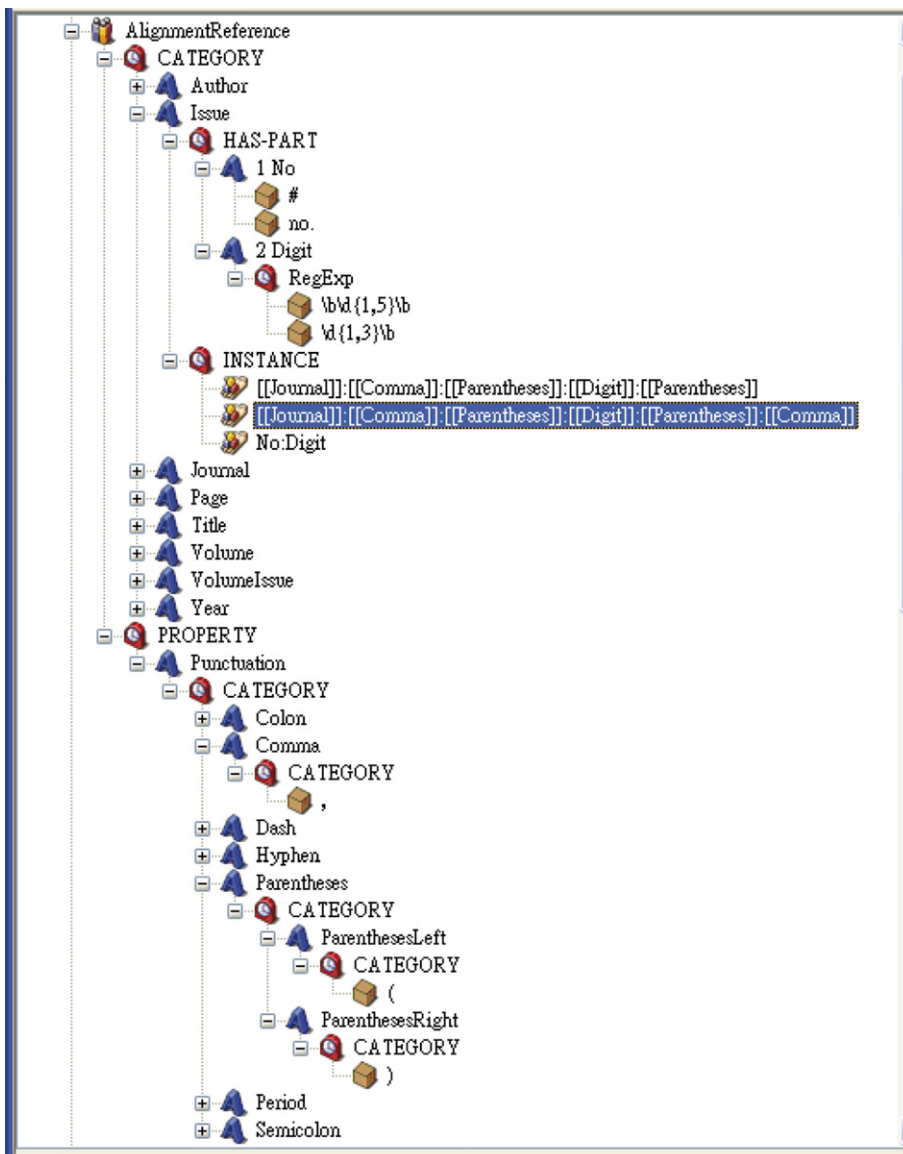 AlignmentReference
CATEGORY
Author
Issue
HAS-PART
1 No
#
no.
2 Digit
RegExp
\b\d{1,5}\b
\d{1,3}\b
INSTANCE
[[Journal]]:[[Comma]]:[[Parentheses]]:[[Digit]]:[[Parentheses]]
[[Journal]]:[[Comma]]:[[Parentheses]]:[[Digit]]:[[Parentheses]]:[[Comma]]
No:Digit
Journal
Page
Title
Volume
VolumeIssue
Year
PROPERTY
Punctuation
CATEGORY
Colon
Comma
CATEGORY
,
Dash
Hyphen
Parentheses
CATEGORY
ParenthesesLeft
CATEGORY
(
ParenthesesRight
CATEGORY
)
Period
Semicolon